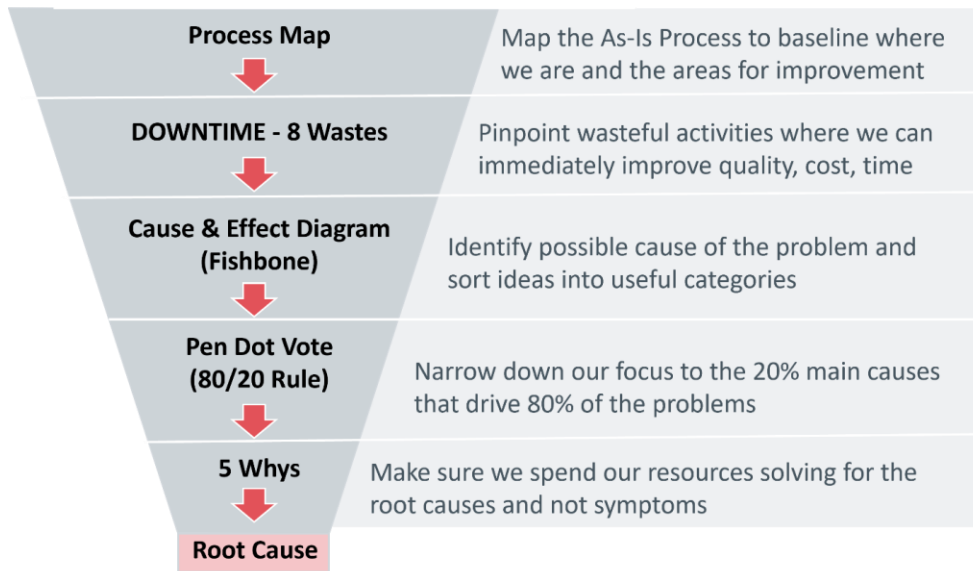 Process Map
Map the As-Is Process to baseline where
we are and the areas for improvement
DOWNTIME - 8 Wastes
Pinpoint wasteful activities where we can
immediately improve quality, cost, time
Cause & Effect Diagram
(Fishbone)
Identify possible cause of the problem and
sort ideas into useful categories
Pen Dot Vote
(80/20 Rule)
Narrow down our focus to the 20% main causes
that drive 80% of the problems
5 Whys
Make sure we spend our resources solving for the
root causes and not symptoms
Root Cause